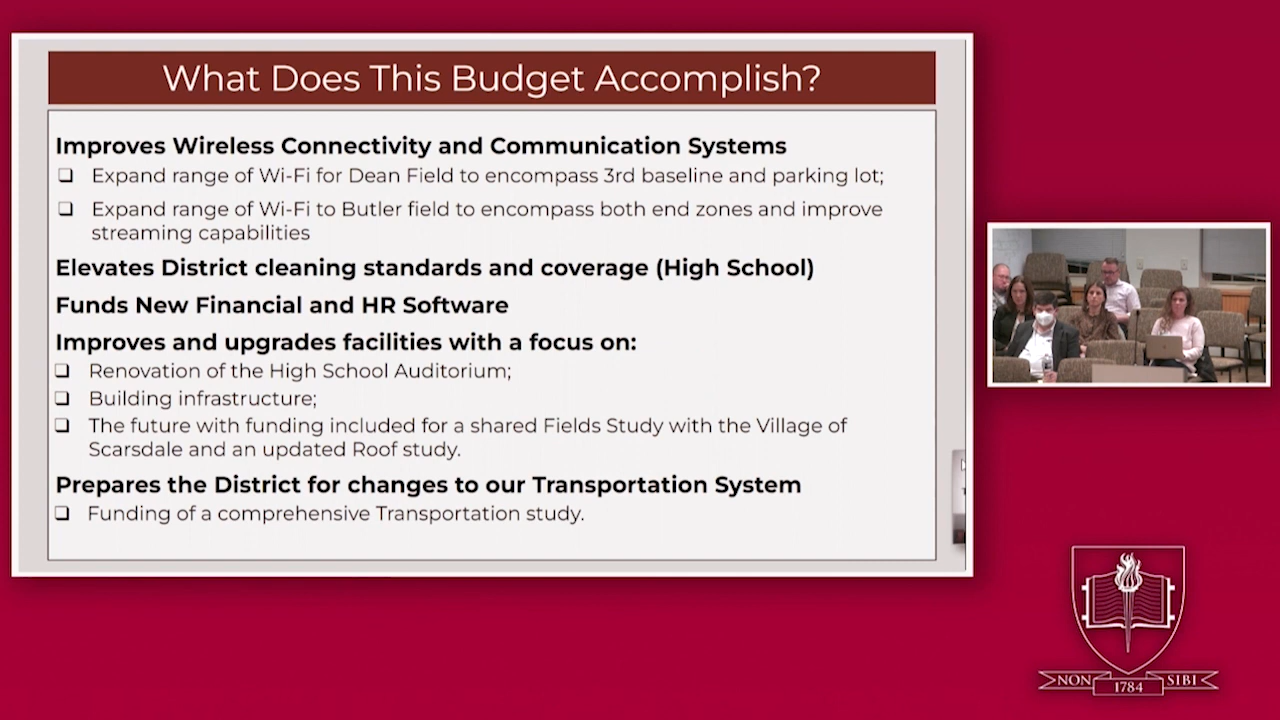 What Does This Budget Accomplish?
Improves Wireless Connectivity and Communication Systems
❑ Expand range of Wi-Fi for Dean Field to encompass 3rd baseline and parking lot;
❑ Expand range of Wi-Fi to Butler field to encompass both end zones and improve
streaming capabilities
Elevates District cleaning standards and coverage (High School)
Funds New Financial and HR Software
Improves and upgrades facilities with a focus on:
❑ Renovation of the High School Auditorium;
❑ Building infrastructure;
❑ The future with funding included for a shared Fields Study with the Village of
Scarsdale and an updated Roof study.
Prepares the District for changes to our Transportation System
❑ Funding of a comprehensive Transportation study.
NON SIBI
1784